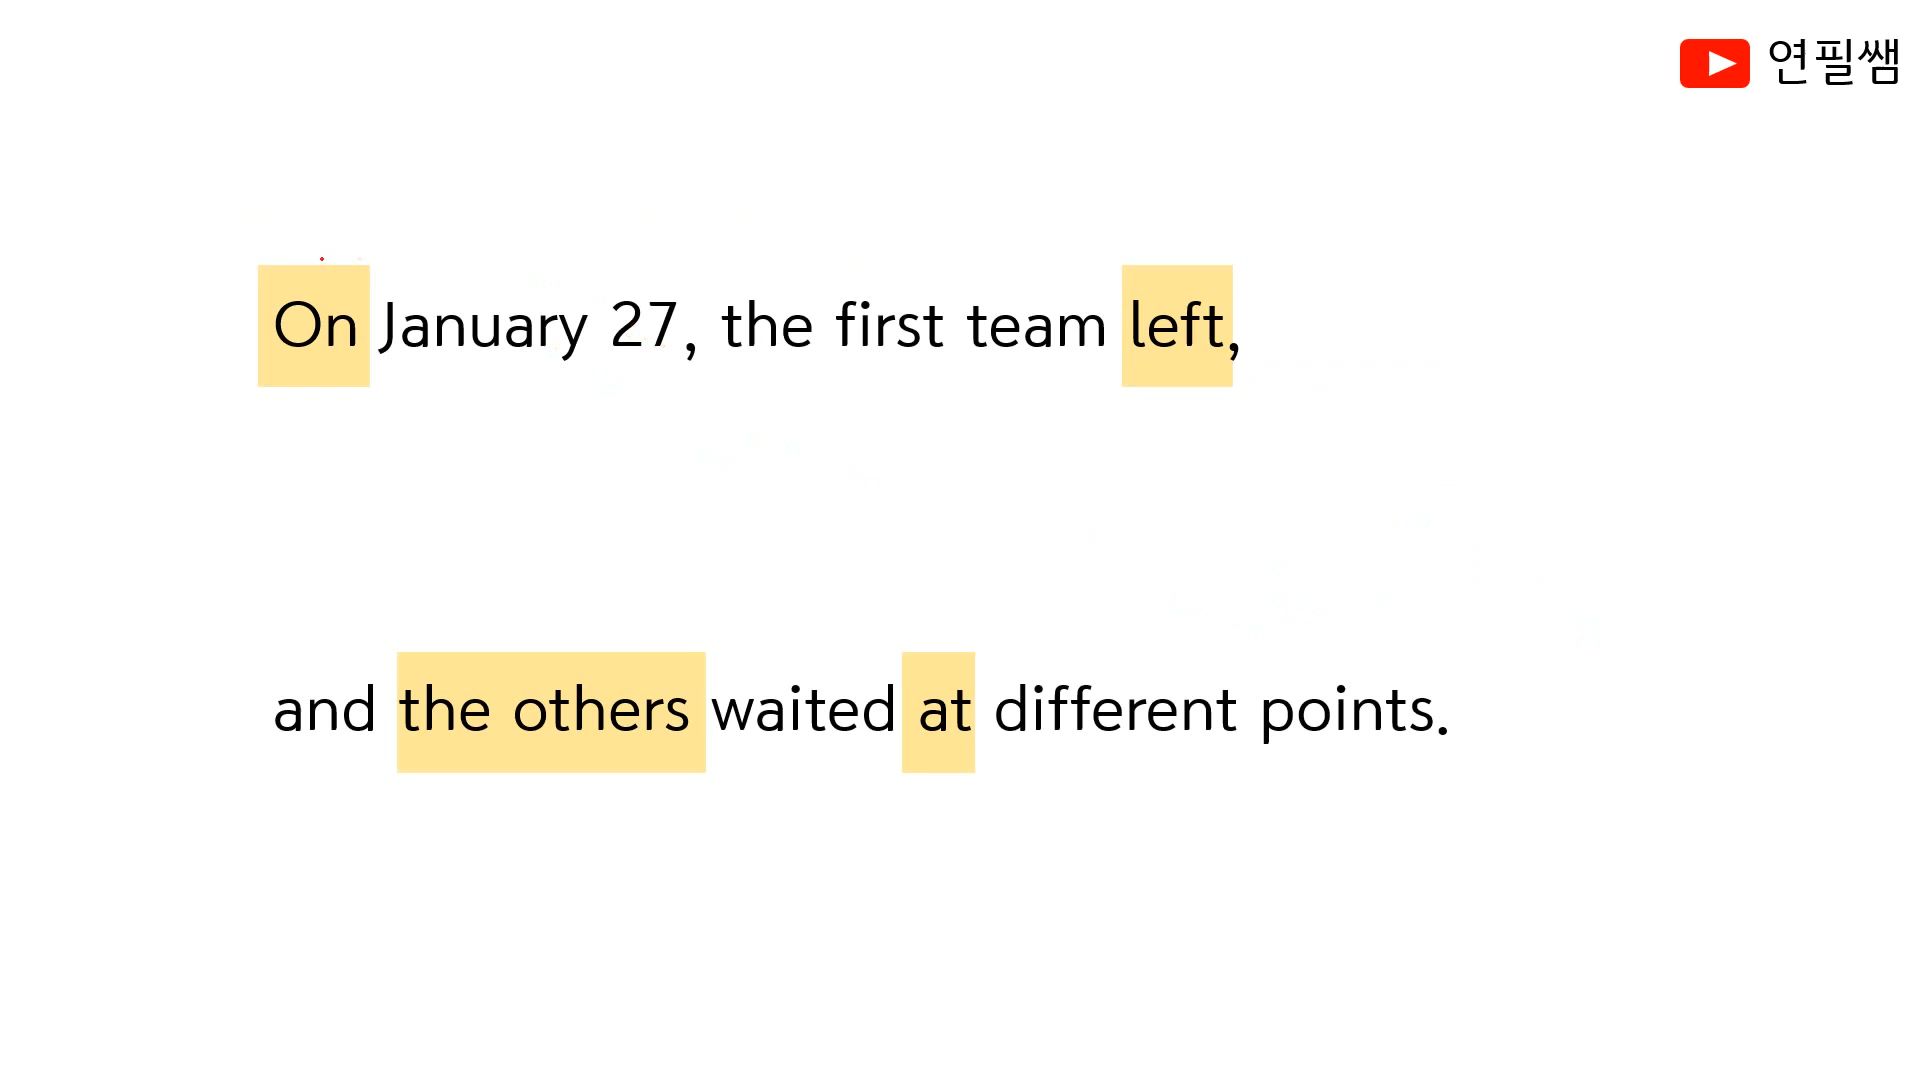 연필쌤
On January 27, the first team left,
and the others waited at different points.